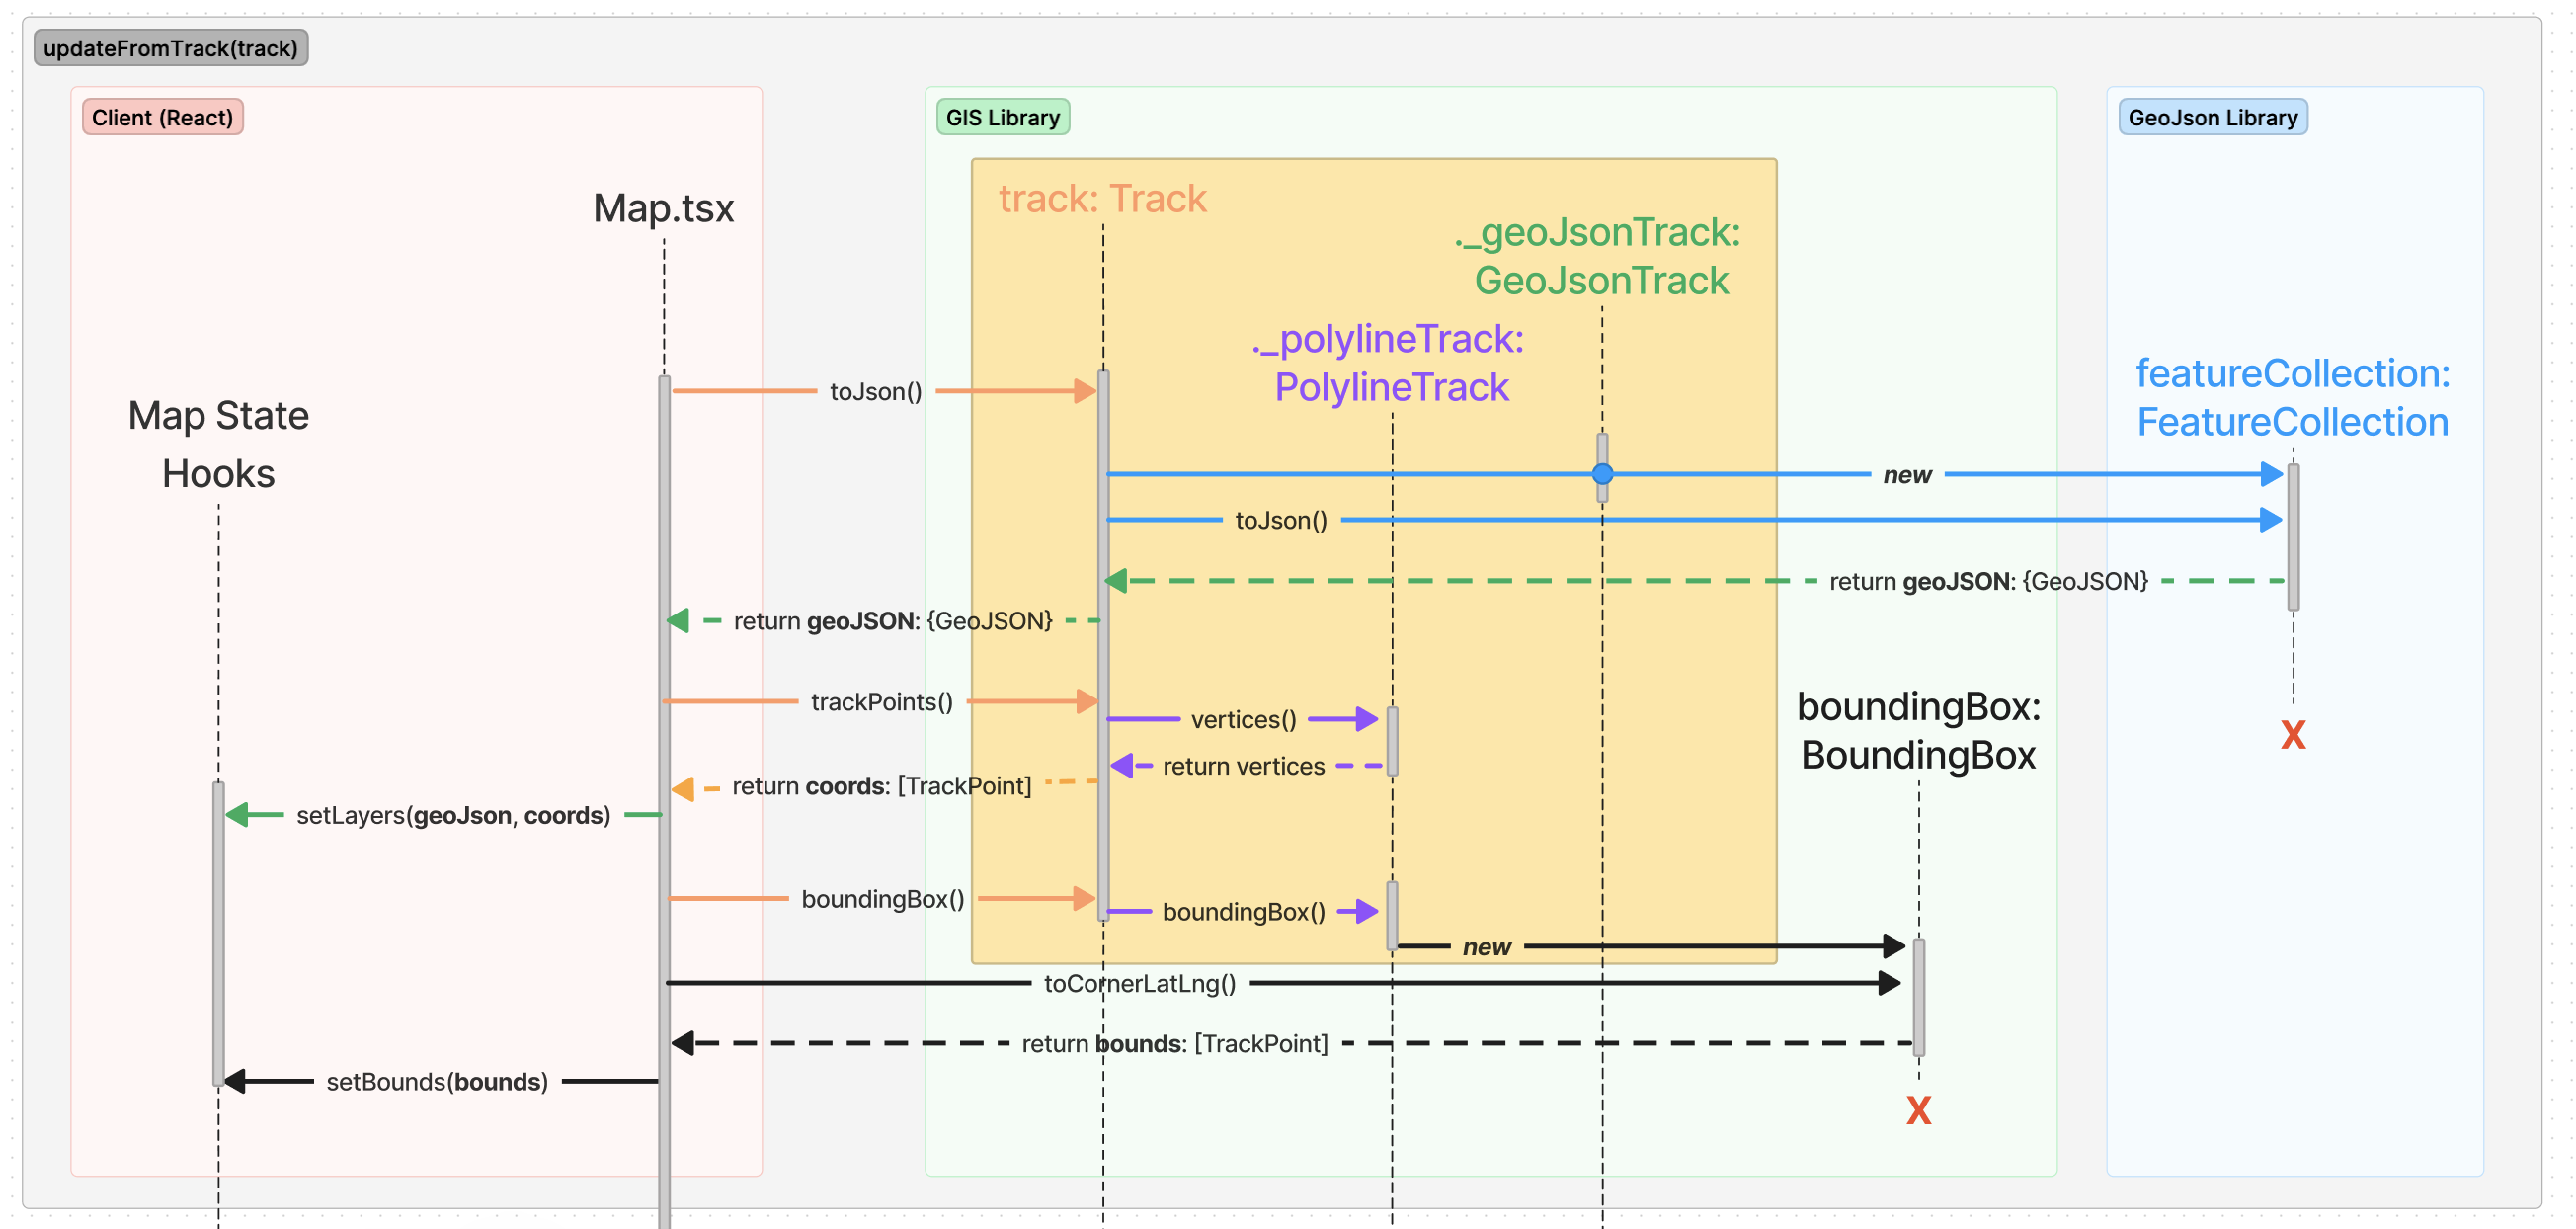 updateFromTrack(track)
Client (React)
GIS Library
GeoJson Library
Map.tsx
track: Track
._geoJsonTrack:
GeoJsonTrack
._polylineTrack:
PolylineTrack
featureCollection:
FeatureCollection
Map State
Hooks
toJson()
new
toJson()
return geoJSON: {GeoJSON}
return geoJSON: {GeoJSON}
trackPoints()
vertices()
boundingBox:
BoundingBox
X
return vertices
return coords: [TrackPoint]
setLayers(geoJson, coords)
boundingBox()
boundingBox()
new
toCornerLatLng()
return bounds: [TrackPoint]
setBounds(bounds)
X